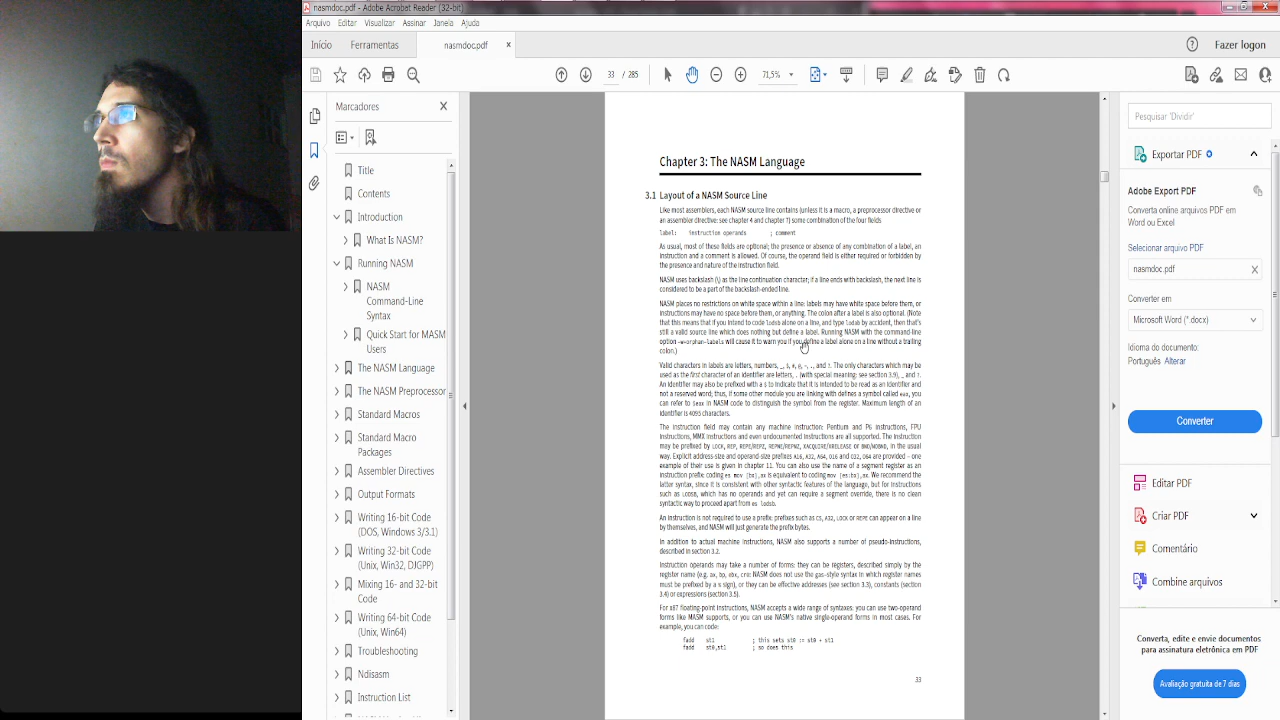 nasmdoc.pdf - Adobe Acrobat Reader (32-bit)
Arquivo Editar Visualizar Assinar Janela Ajuda
Início Ferramentas nasmdoc.pdf × Fazer logon
33 / 285 71,5%
Marcadores
Title
Contents
Introduction
What Is NASM?
Running NASM
NASM
Command-Line
Syntax
Quick Start for MASM
Users
The NASM Language
The NASM Preprocessor
Standard Macros
Standard Macro
Packages
Assembler Directives
Output Formats
Writing 16-bit Code
(DOS, Windows 3/3.1)
Writing 32-bit Code
(Unix, Win32, DJGPP)
Mixing 16- and 32-bit
Code
Writing 64-bit Code
(Unix, Win64)
Troubleshooting
Ndisasm
Instruction List
Chapter 3: The NASM Language
3.1 Layout of a NASM Source Line
Like most assemblers, each NASM source line contains (unless it is a macro, a preprocessor directive or
an assembler directive: see chapter 4 and chapter 7) some combination of the four fields
label: instruction operands ; comment
As usual, most of these fields are optional; the presence or absence of any combination of a label, an
instruction and a comment is allowed. Of course, the operand field is either required or forbidden by
the presence and nature of the instruction field.
NASM uses backslash (\) as the line continuation character; if a line ends with backslash, the next line is
considered to be a part of the backslash-ended line.
NASM places no restrictions on white space within a line: labels may have white space before them, or
instructions may have no space before them, or anything. The colon after a label is also optional. (Note
that this means that if you intend to code lodsb alone on a line, and type lodab by accident, then that's
still a valid source line which does nothing but define a label. Running NASM with the command-line
option -w+orphan-labels will cause it to warn you if you define a label alone on a line without a trailing
colon.)
Valid characters in labels are letters, numbers, _, $, #, @, ~, ., and ?. The only characters which may be
used as the first character of an identifier are letters, . (with special meaning: see section 3.9), _ and ?.
An identifier may also be prefixed with a $ to indicate that it is intended to be read as an identifier and
not a reserved word; thus, if some other module you are linking with defines a symbol called eax, you
can refer to $eax in NASM code to distinguish the symbol from the register. Maximum length of an
identifier is 4095 characters.
The instruction field may contain any machine instruction: Pentium and P6 instructions, FPU
instructions, MMX instructions and even undocumented instructions are all supported. The instruction
may be prefixed by LOCK, REP, REPE/REPZ, REPNE/REPNZ, XACQUIRE/XRELEASE or BND/NOBND, in the usual
way. Explicit address-size and operand-size prefixes A16, A32, A64, O16 and O32, O64 are provided – one
example of their use is given in chapter 11. You can also use the name of a segment register as an
instruction prefix: coding es mov [bx],ax is equivalent to coding mov [es:bx],ax. We recommend the
latter syntax, since it is consistent with other syntactic features of the language, but for instructions
such as LODSB, which has no operands and yet can require a segment override, there is no clean
syntactic way to proceed apart from es lodsb.
An instruction is not required to use a prefix: prefixes such as CS, A32, LOCK or REPE can appear on a line
by themselves, and NASM will just generate the prefix bytes.
In addition to actual machine instructions, NASM also supports a number of pseudo-instructions,
described in section 3.2.
Instruction operands may take a number of forms: they can be registers, described simply by the
register name (e.g. ax, bp, ebx, cr0: NASM does not use the gas-style syntax in which register names
must be prefixed by a % sign), or they can be effective addresses (see section 3.3), constants (section
3.4) or expressions (section 3.5).
For x87 floating-point instructions, NASM accepts a wide range of syntaxes: you can use two-operand
forms like MASM supports, or you can use NASM's native single-operand forms in most cases. For
example, you can code:
fadd st1 ; this sets st0 := st0 + st1
fadd st0,st1 ; so does this
33
Pesquisar 'Dividir'
Exportar PDF
Adobe Export PDF
Converta online arquivos PDF em
Word ou Excel
Selecionar arquivo PDF
nasmdoc.pdf X
Converter em
Microsoft Word (*.docx)
Idioma do documento:
Português Alterar
Converter
Editar PDF
Criar PDF
Comentário
Combine arquivos
Converta, edite e envie documentos
para assinatura eletrônica em PDF
Avaliação gratuita de 7 dias